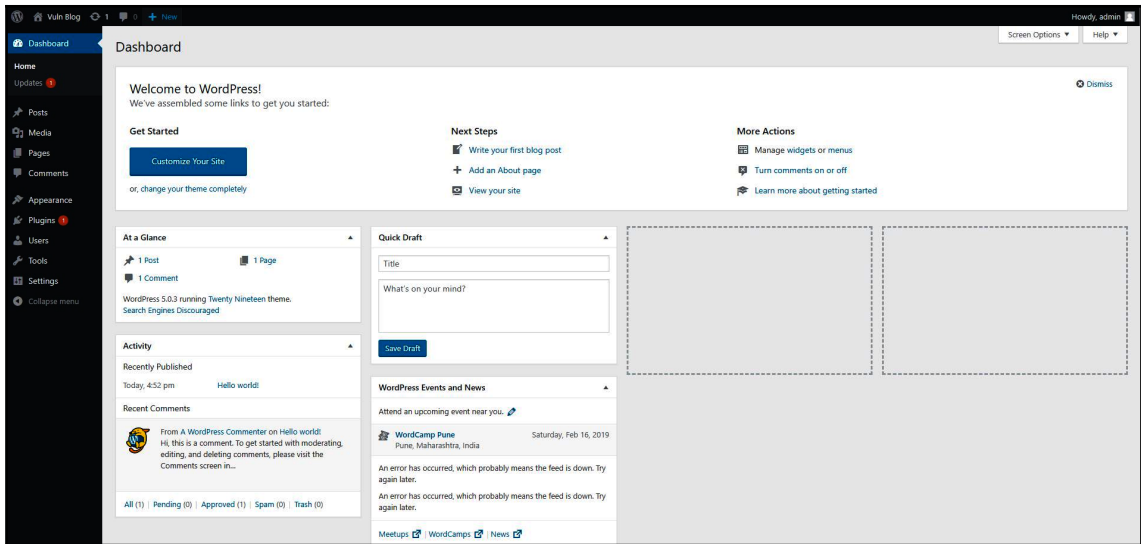 Vuln Blog 1 0 + New Howdy, admin
Dashboard
Home
Updates 1
Posts
Media
Pages
Comments
Appearance
Plugins 1
Users
Tools
Settings
Collapse menu
Screen Options ▼ Help ▼
Dashboard
Welcome to WordPress!
We've assembled some links to get you started:
Dismiss
Get Started
Customize Your Site
or, change your theme completely
Next Steps
Write your first blog post
Add an About page
View your site
More Actions
Manage widgets or menus
Turn comments on or off
Learn more about getting started
At a Glance
1 Post 1 Page
1 Comment
WordPress 5.0.3 running Twenty Nineteen theme.
Search Engines Discouraged
Activity
Recently Published
Today, 4:52 pm Hello world!
Recent Comments
From A WordPress Commenter on Hello world!
Hi, this is a comment. To get started with moderating,
editing, and deleting comments, please visit the
Comments screen in...
All (1) | Pending (0) | Approved (1) | Spam (0) | Trash (0)
Quick Draft
Title
What's on your mind?
Save Draft
WordPress Events and News
Attend an upcoming event near you.
WordCamp Pune Saturday, Feb 16, 2019
Pune, Maharashtra, India
An error has occurred, which probably means the feed is down. Try
again later.
An error has occurred, which probably means the feed is down. Try
again later.
Meetups | WordCamps | News